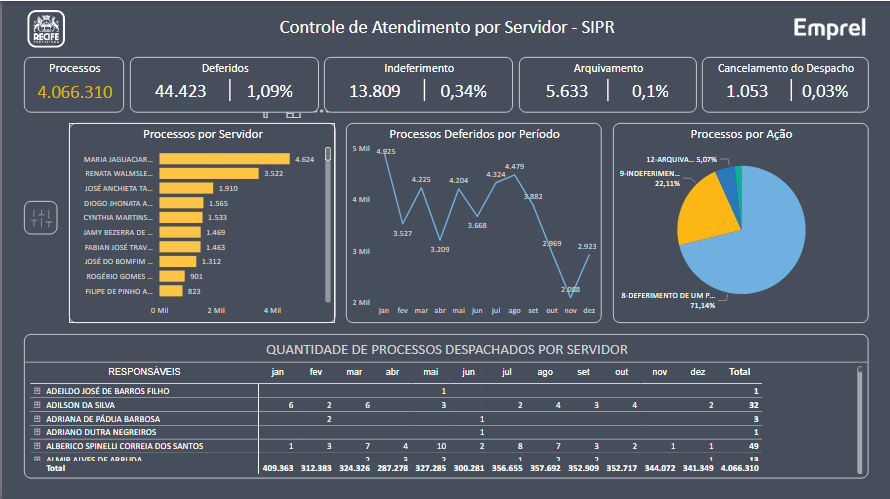 RECIFE
Controle de Atendimento por Servidor - SIPR
Emprel
Processos
4.066.310
Deferidos
44.423 | 1,09%
Indeferimento
13.809 | 0,34%
Arquivamento
5.633 | 0,1%
Cancelamento do Despacho
1.053 | 0,03%
Processos por Servidor
MARIA JAGUACIAR... 4.624
RENATA WALMSLE... 3.522
JOSÉ ANCHIETA TA... 1.910
DIOGO JHONATA A... 1.565
CYNTHIA MARTINS... 1.533
JAMY BEZERRA DE ... 1.469
FABIAN JOSÉ TRAV... 1.463
JOSÉ DO BOMFIM ... 1.312
ROGÉRIO GOMES ... 901
FILIPE DE PINHO A... 823
0 Mil 2 Mil 4 Mil
Processos Deferidos por Período
5 Mil
4 Mil
3 Mil
2 Mil
4.925
3.527
4.225
3.209
4.204
3.668
4.324
4.479
3.882
2.969
2.088
2.923
jan fev mar abr mai jun jul ago set out nov dez
Processos por Ação
12-ARQUIVA... 5,07%
9-INDEFERIMEN...
22,11%
8-DEFERIMENTO DE UM P...
71,14%
QUANTIDADE DE PROCESSOS DESPACHADOS POR SERVIDOR
RESPONSÁVEIS jan fev mar abr mai jun jul ago set out nov dez Total
ADEILDO JOSÉ DE BARROS FILHO 1 1
ADILSON DA SILVA 6 2 6 3 2 4 3 4 2 32
ADRIANA DE PÁDUA BARBOSA 2 1 3
ADRIANO DUTRA NEGREIROS 1 1
ALBERICO SPINELLI CORREIA DOS SANTOS 1 3 7 4 10 2 8 7 3 2 1 1 49
ALMIR ALVES DE ARRUDA 2 3 2 1 2 2 1 13
Total 409.363 312.383 324.326 287.278 327.285 300.281 356.655 357.692 352.909 352.717 344.072 341.349 4.066.310